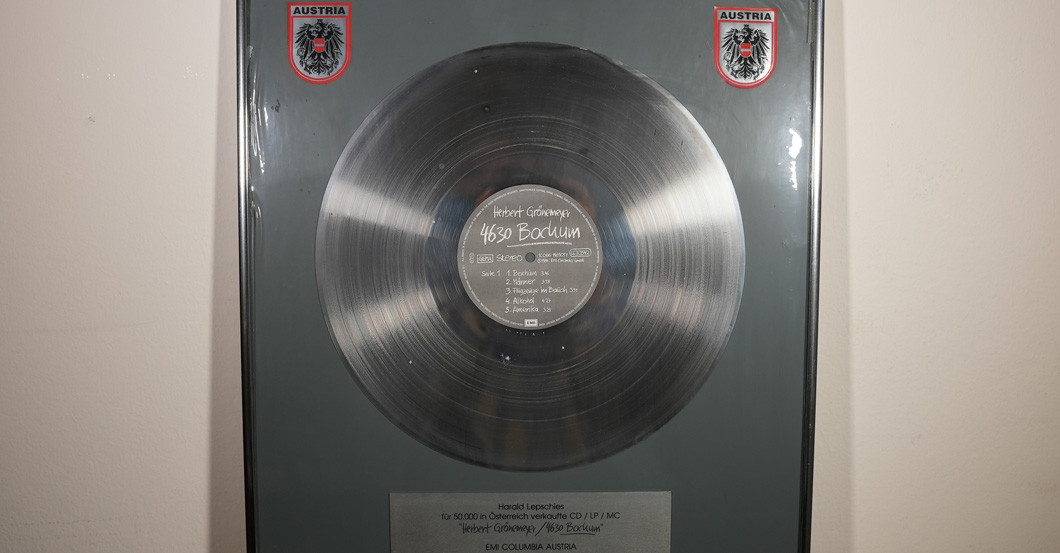 AUSTRIA
AUSTRIA
Herbert Grönemeyer
4630 Bochum
GEMA Stereo
Seite 1 1. Bochum
2. Männer
3. Flugzeuge im Bauch
4. Alkohol
5. Amerika
EMI
Harald Lepschies
für 50.000 in Österreich verkaufte CD / LP / MC
"Herbert Grönemeyer / 4630 Bochum"
EMI COLUMBIA AUSTRIA